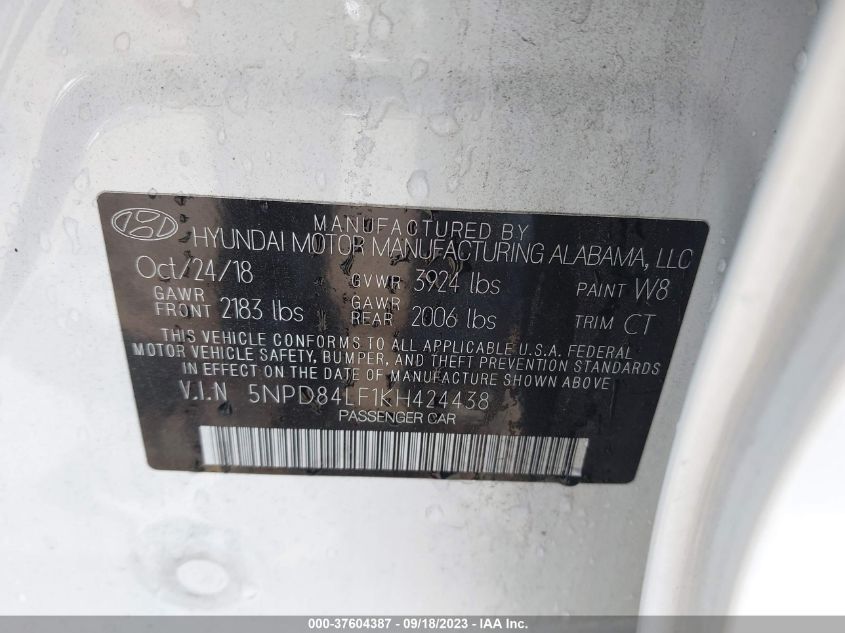 MANUFACTURED BY
HYUNDAI MOTOR MANUFACTURING ALABAMA, LLC
Oct/24/18 GVWR 3924 lbs PAINT W8
GAWR FRONT 2183 lbs GAWR REAR 2006 lbs TRIM CT
THIS VEHICLE CONFORMS TO ALL APPLICABLE U.S.A. FEDERAL
MOTOR VEHICLE SAFETY, BUMPER, AND THEFT PREVENTION STANDARDS
IN EFFECT ON THE DATE OF MANUFACTURE SHOWN ABOVE.
V.I.N 5NPD84LF1KH424438
PASSENGER CAR
000-37604387 - 09/18/2023 - IAA Inc.